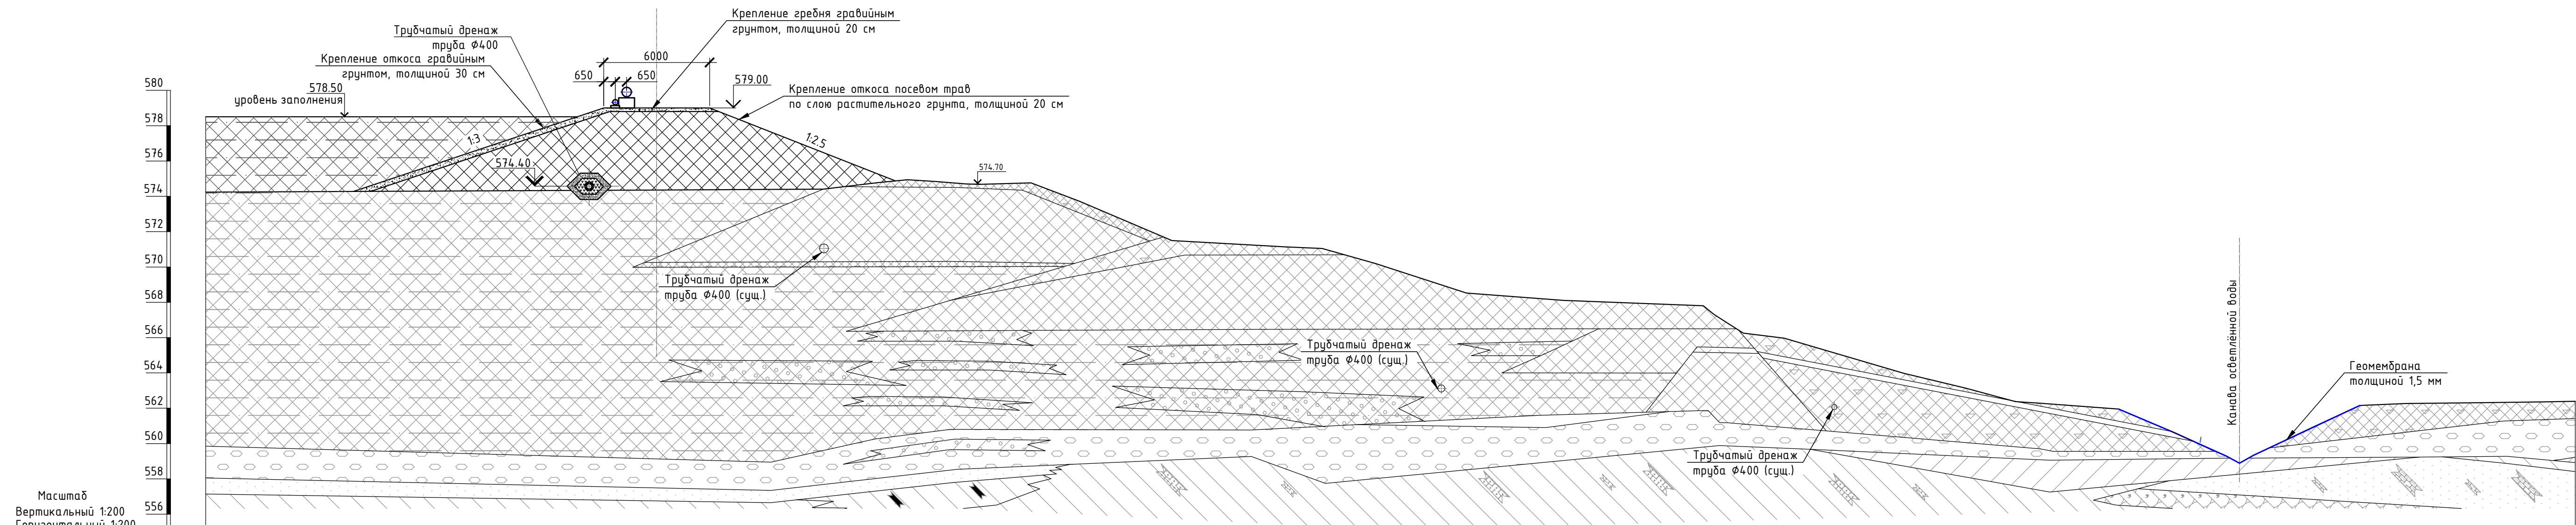 Трубчатый дренаж
труба Ф400
Крепление откоса гравийным
грунтом, толщиной 30 см
578.50
уровень заполнения
Крепление гребня гравийным
грунтом, толщиной 20 см
6000
650
650
579.00
Крепление откоса посевом трав
по слою растительного грунта, толщиной 20 см
1:3
1:2.5
574.40
574.70
580
578
576
574
572
570
568
566
564
562
560
558
556
Трубчатый дренаж
труба Ф400 (сущ.)
Трубчатый дренаж
труба Ф400 (сущ.)
Трубчатый дренаж
труба Ф400 (сущ.)
Канава осветлённой воды
Геомембрана
толщиной 1,5 мм
Масштаб
Вертикальный 1:200
Горизонтальный 1:200